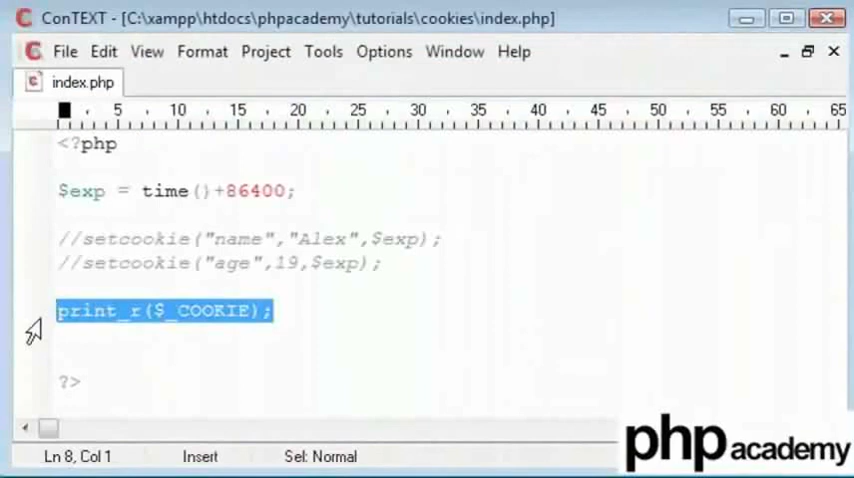 ConTEXT - [C:\xampp\htdocs\phpacademy\tutorials\cookies\index.php]
File Edit View Format Project Tools Options Window Help
index.php
5 10 15 20 25 30 35 40 45 50 55 60 65
<?php
$exp = time()+86400;
//setcookie("name","Alex",$exp);
//setcookie("age",19,$exp);
print_r($_COOKIE);
?>
Ln 8, Col 1 Insert Sel: Normal
php academy